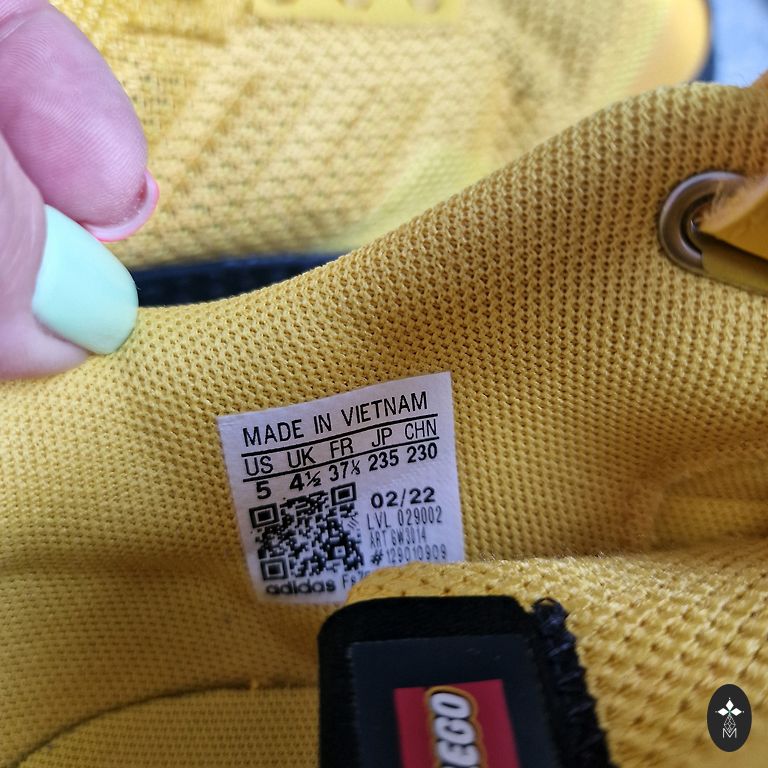 MADE IN VIETNAM
US UK FR JP CHN
5 4½ 37⅓ 235 230
02/22
LVL 029002
ART GW3014
#129010909
adidas
EGO
M